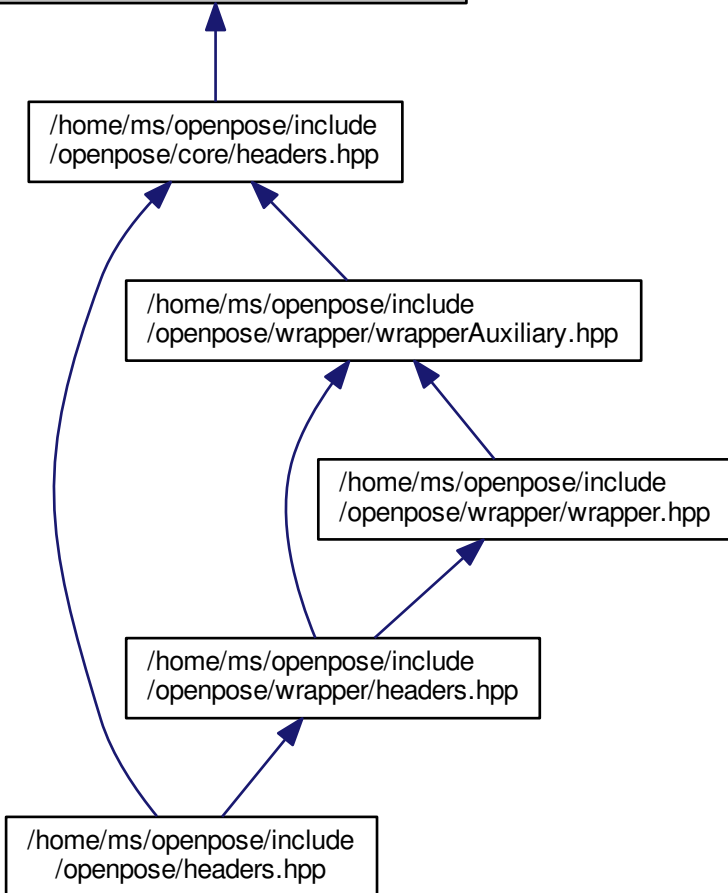 /home/ms/openpose/include
/openpose/core/headers.hpp
/home/ms/openpose/include
/openpose/wrapper/wrapperAuxiliary.hpp
/home/ms/openpose/include
/openpose/wrapper/wrapper.hpp
/home/ms/openpose/include
/openpose/wrapper/headers.hpp
/home/ms/openpose/include
/openpose/headers.hpp